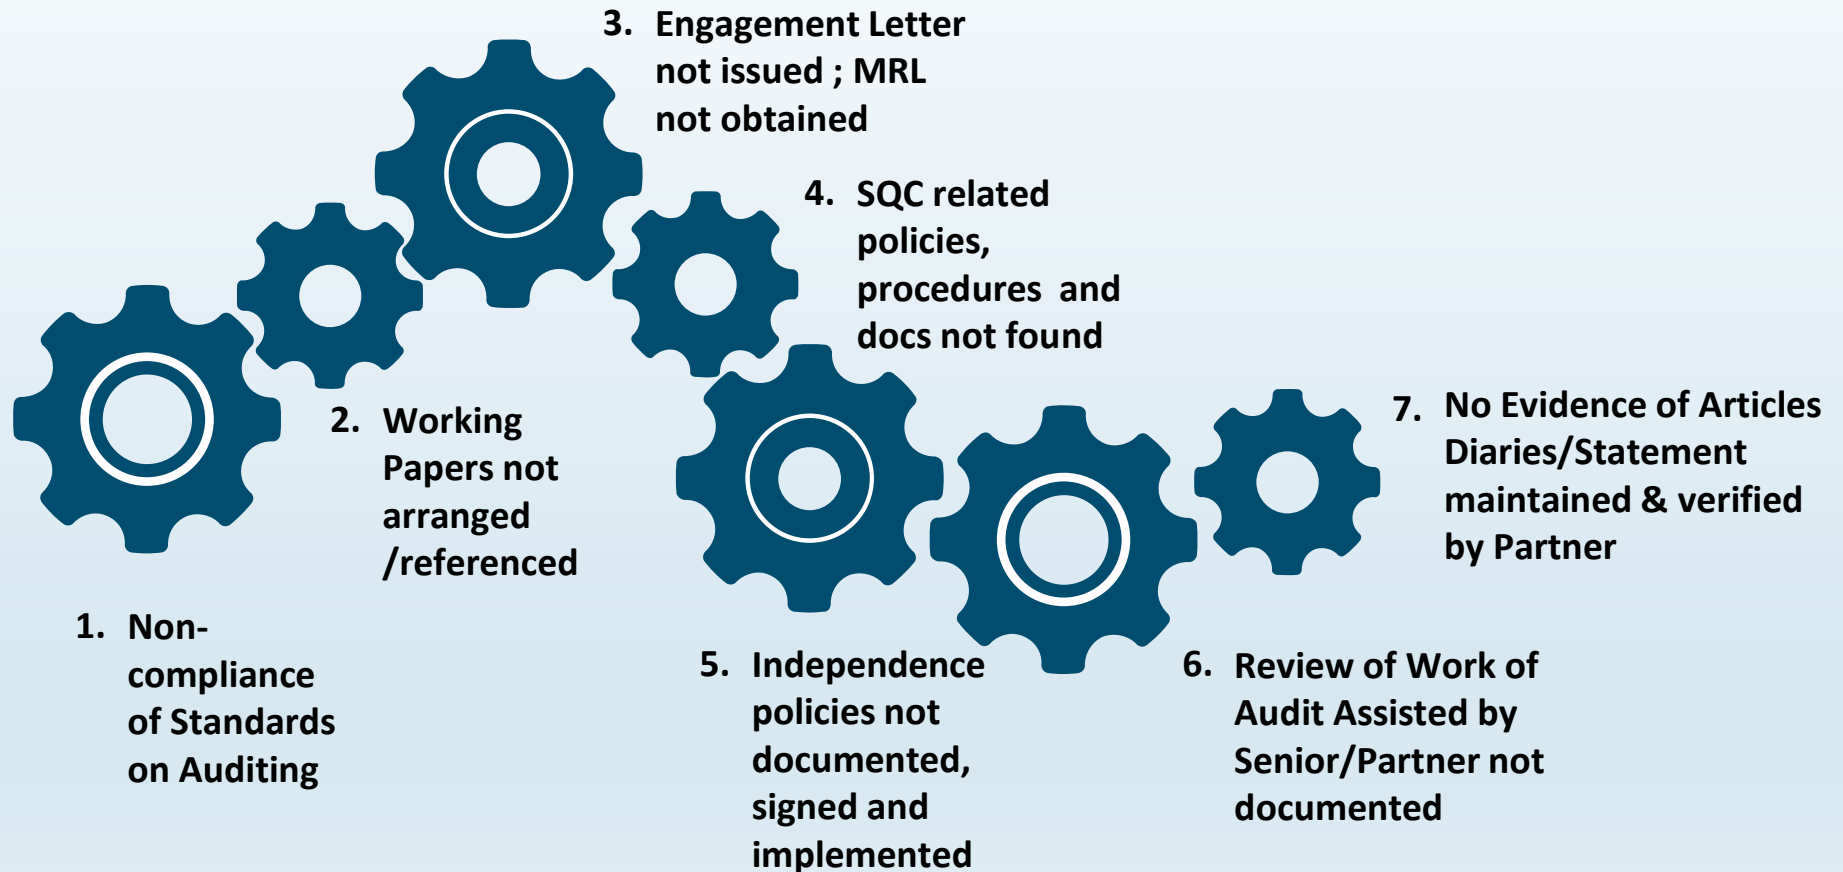 1. Non-
compliance
of Standards
on Auditing
2. Working
Papers not
arranged
/referenced
3. Engagement Letter
not issued ; MRL
not obtained
4. SQC related
policies,
procedures and
docs not found
5. Independence
policies not
documented,
signed and
implemented
6. Review of Work of
Audit Assisted by
Senior/Partner not
documented
7. No Evidence of Articles
Diaries/Statement
maintained & verified
by Partner